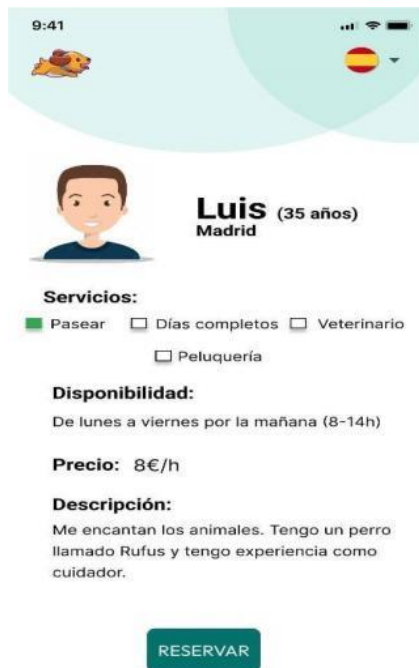 9:41
Luis (35 años)
Madrid
Servicios:
Pasear Días completos Veterinario
Peluquería
Disponibilidad:
De lunes a viernes por la mañana (8-14h)
Precio: 8€/h
Descripción:
Me encantan los animales. Tengo un perro
llamado Rufus y tengo experiencia como
cuidador.
RESERVAR